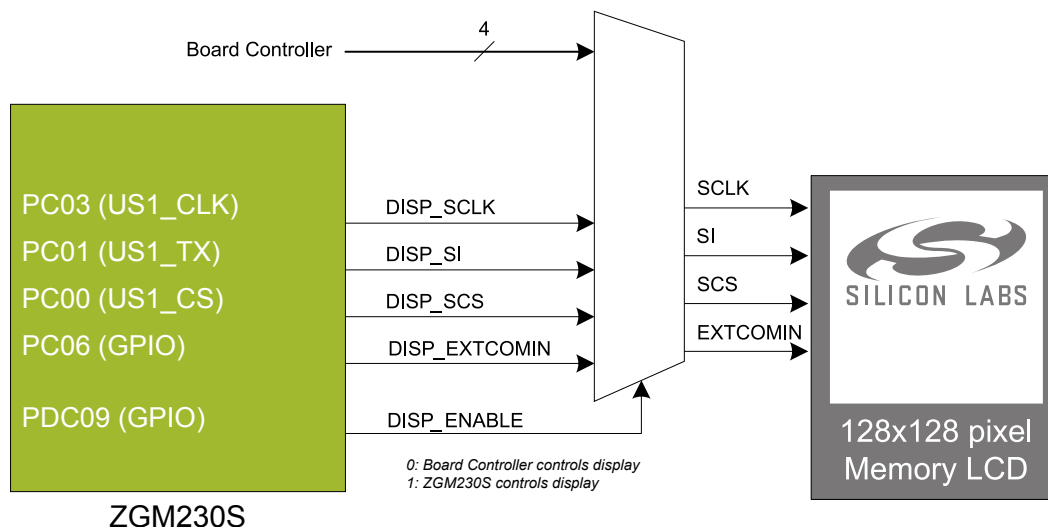 4
Board Controller
PC03 (US1_CLK)
DISP_SCLK
SCLK
PC01 (US1_TX)
DISP_SI
SI
PC00 (US1_CS)
DISP_SCS
SCS
PC06 (GPIO)
DISP_EXTCOMIN
EXTCOMIN
PDC09 (GPIO)
DISP_ENABLE
0: Board Controller controls display
1: ZGM230S controls display
ZGM230S
SILICON LABS
128x128 pixel
Memory LCD